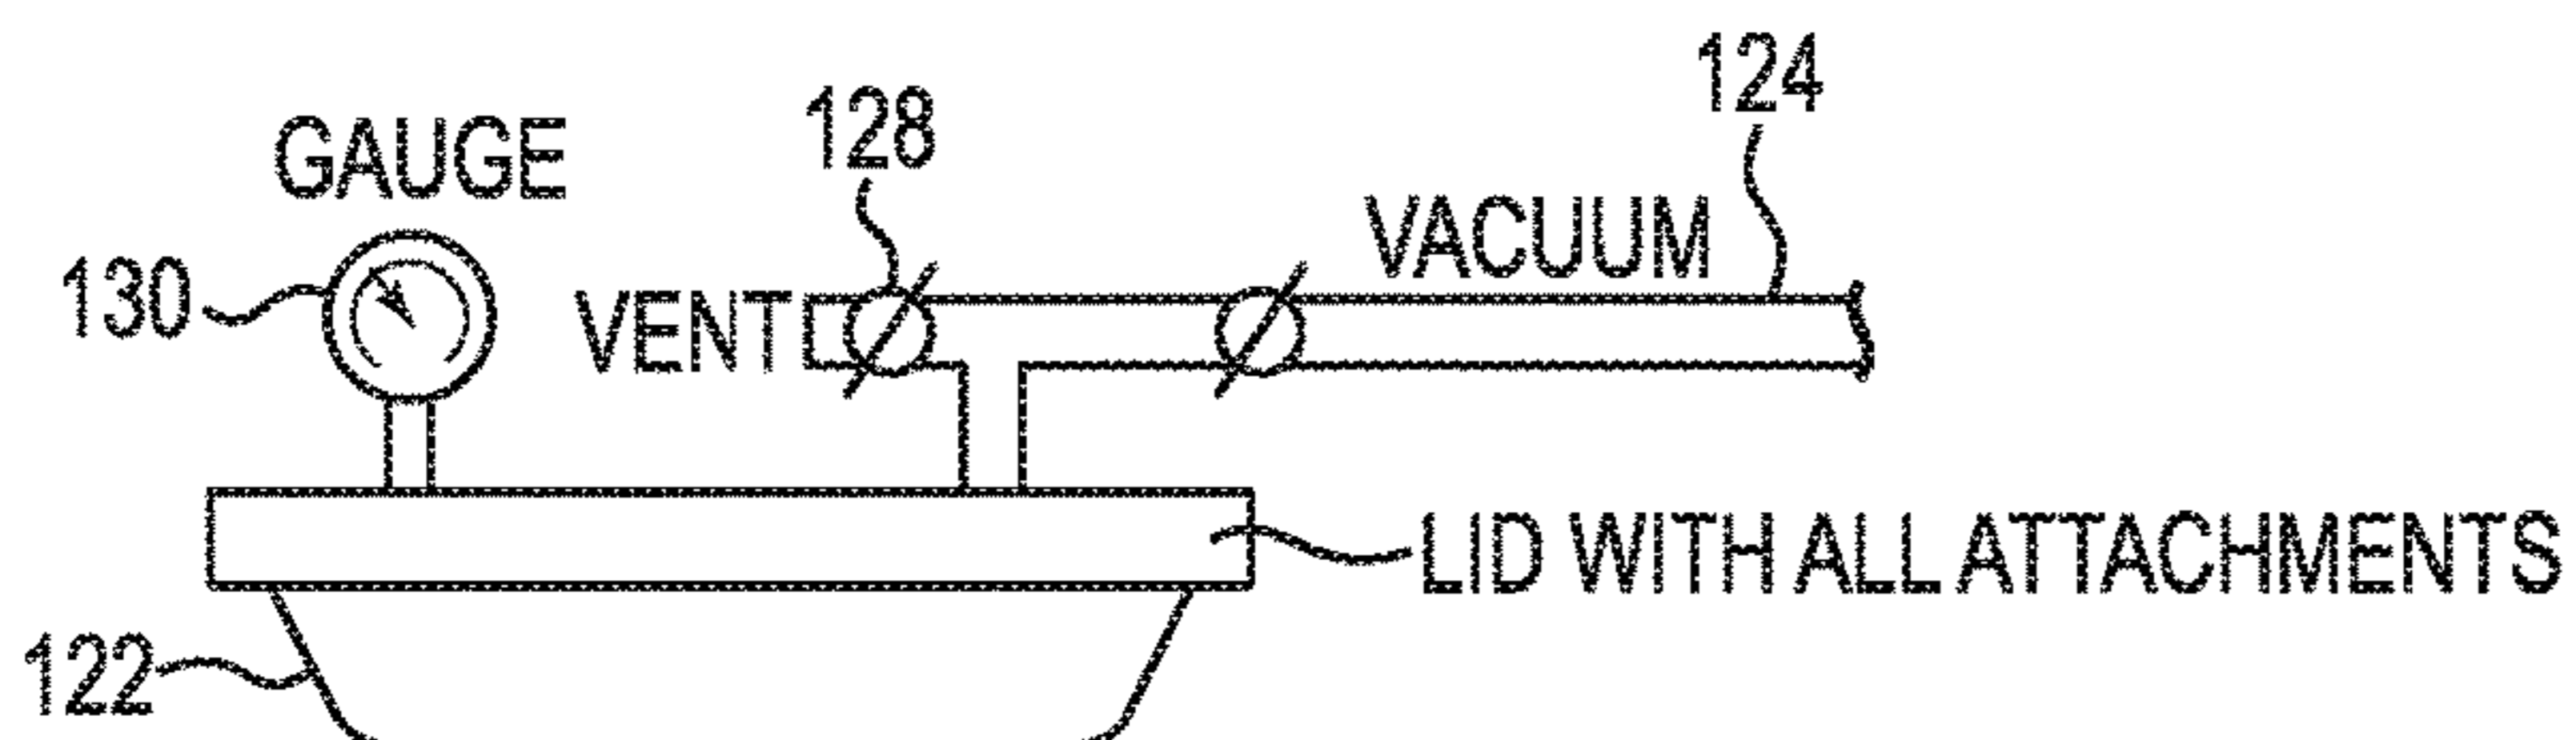 124
128
GAUGE
VACUUM
130
VENT
LID WITH ALL ATTACHMENTS
122